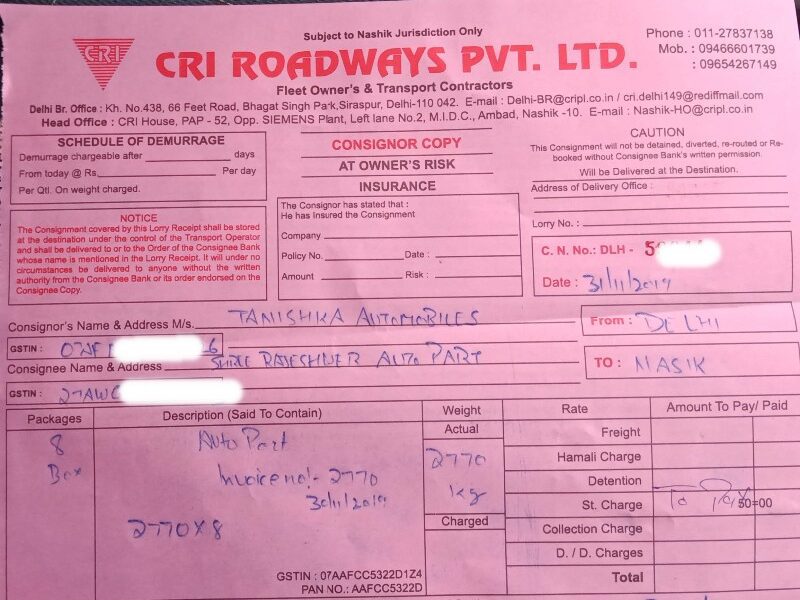 Subject to Nashik Jurisdiction Only
Phone : 011-27837138
Mob. : 09466601739
: 09654267149
CRI
CRI ROADWAYS PVT. LTD.
Fleet Owner's & Transport Contractors
Delhi Br. Office : Kh. No.438, 66 Feet Road, Bhagat Singh Park,Siraspur, Delhi-110 042. E-mail : Delhi-BR@cripl.co.in / cri.delhi149@rediffmail.com
Head Office : CRI House, PAP - 52, Opp. SIEMENS Plant, Left lane No.2, M.I.D.C., Ambad, Nashik -10. E-mail : Nashik-HO@cripl.co.in
SCHEDULE OF DEMURRAGE
Demurrage chargeable after days
From today @ Rs. Per day
Per Qtl. On weight charged.
NOTICE
The Consignment covered by this Lorry Receipt shall be stored
at the destination under the control of the Transport Operator
and shall be delivered to or to the Order of the Consignee Bank
whose name is mentioned in the Lorry Receipt. It will under no
circumstances be delivered to anyone without the written
authority from the Consignee Bank or its order endorsed on the
Consignee Copy.
CONSIGNOR COPY
AT OWNER'S RISK
INSURANCE
The Consignor has stated that :
He has Insured the Consignment
Company
Policy No. Date :
Amount Risk :
CAUTION
This Consignment will not be detained, diverted, re-routed or Re-
booked without Consignee Bank's written permission.
Will be Delivered at the Destination.
Address of Delivery Office :
Lorry No. :
C. N. No.: DLH -
Date : 31/11/2019
Consignor's Name & Address M/s. TANISHKA AUTOMOBILES
From : DELHI
GSTIN :
Consignee Name & Address AUTO PART
TO : NASIK
GSTIN : 27AWC
Packages
Description (Said To Contain)
Weight
Rate
Amount To Pay/ Paid
Actual
8
Box
Auto Part
Invoice no:- 2770
30/11/2019
2770x8
2770
kg
Charged
Freight
Hamali Charge
Detention
St. Charge To Pay 50=00
Collection Charge
D. / D. Charges
Total
GSTIN : 07AAFCC5322D1Z4
PAN NO.: AAFCC5322D